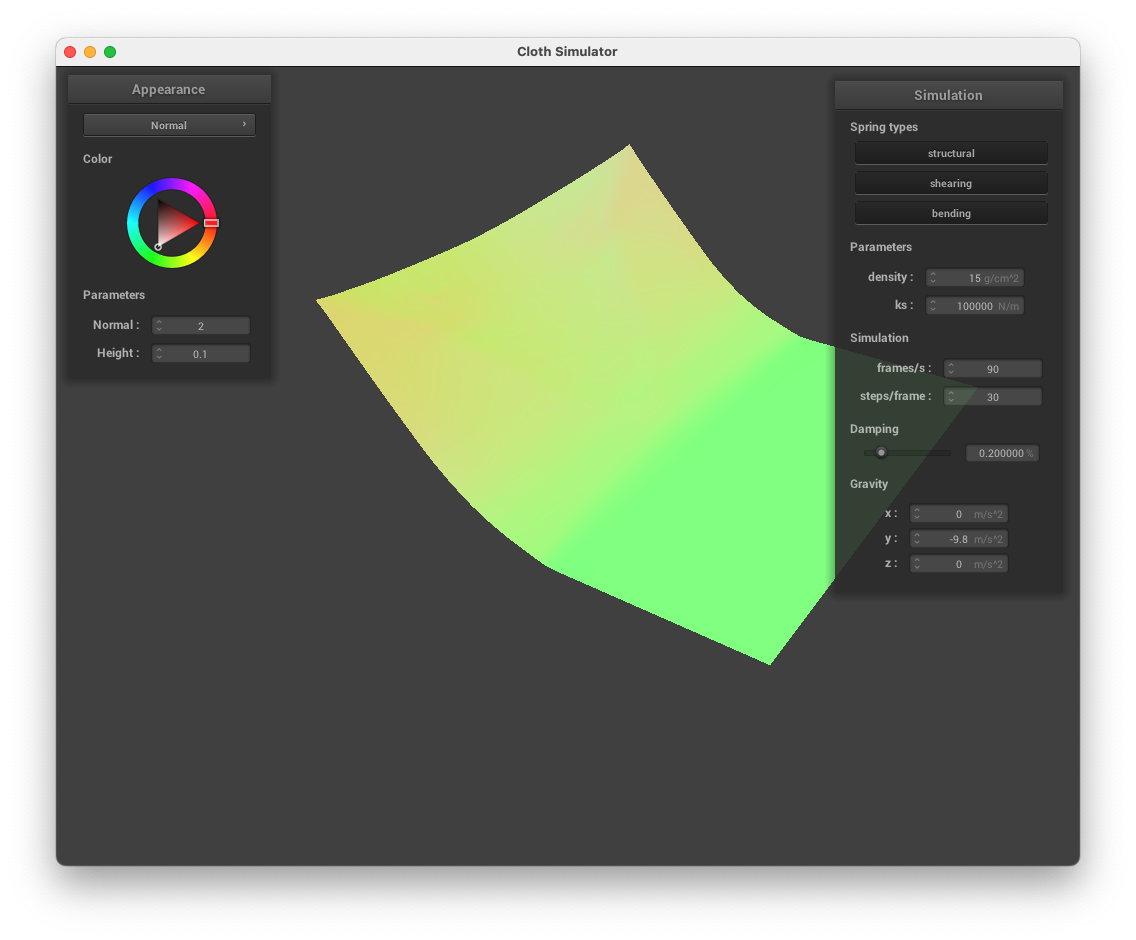 Cloth Simulator
Appearance
Normal
Color
Parameters
Normal : 2
Height : 0.1
Simulation
Spring types
structural
shearing
bending
Parameters
density : 15 g/cm^2
ks : 100000 N/m
Simulation
frames/s : 90
steps/frame : 30
Damping
0.200000 %
Gravity
x : 0 m/s^2
y : -9.8 m/s^2
z : 0 m/s^2